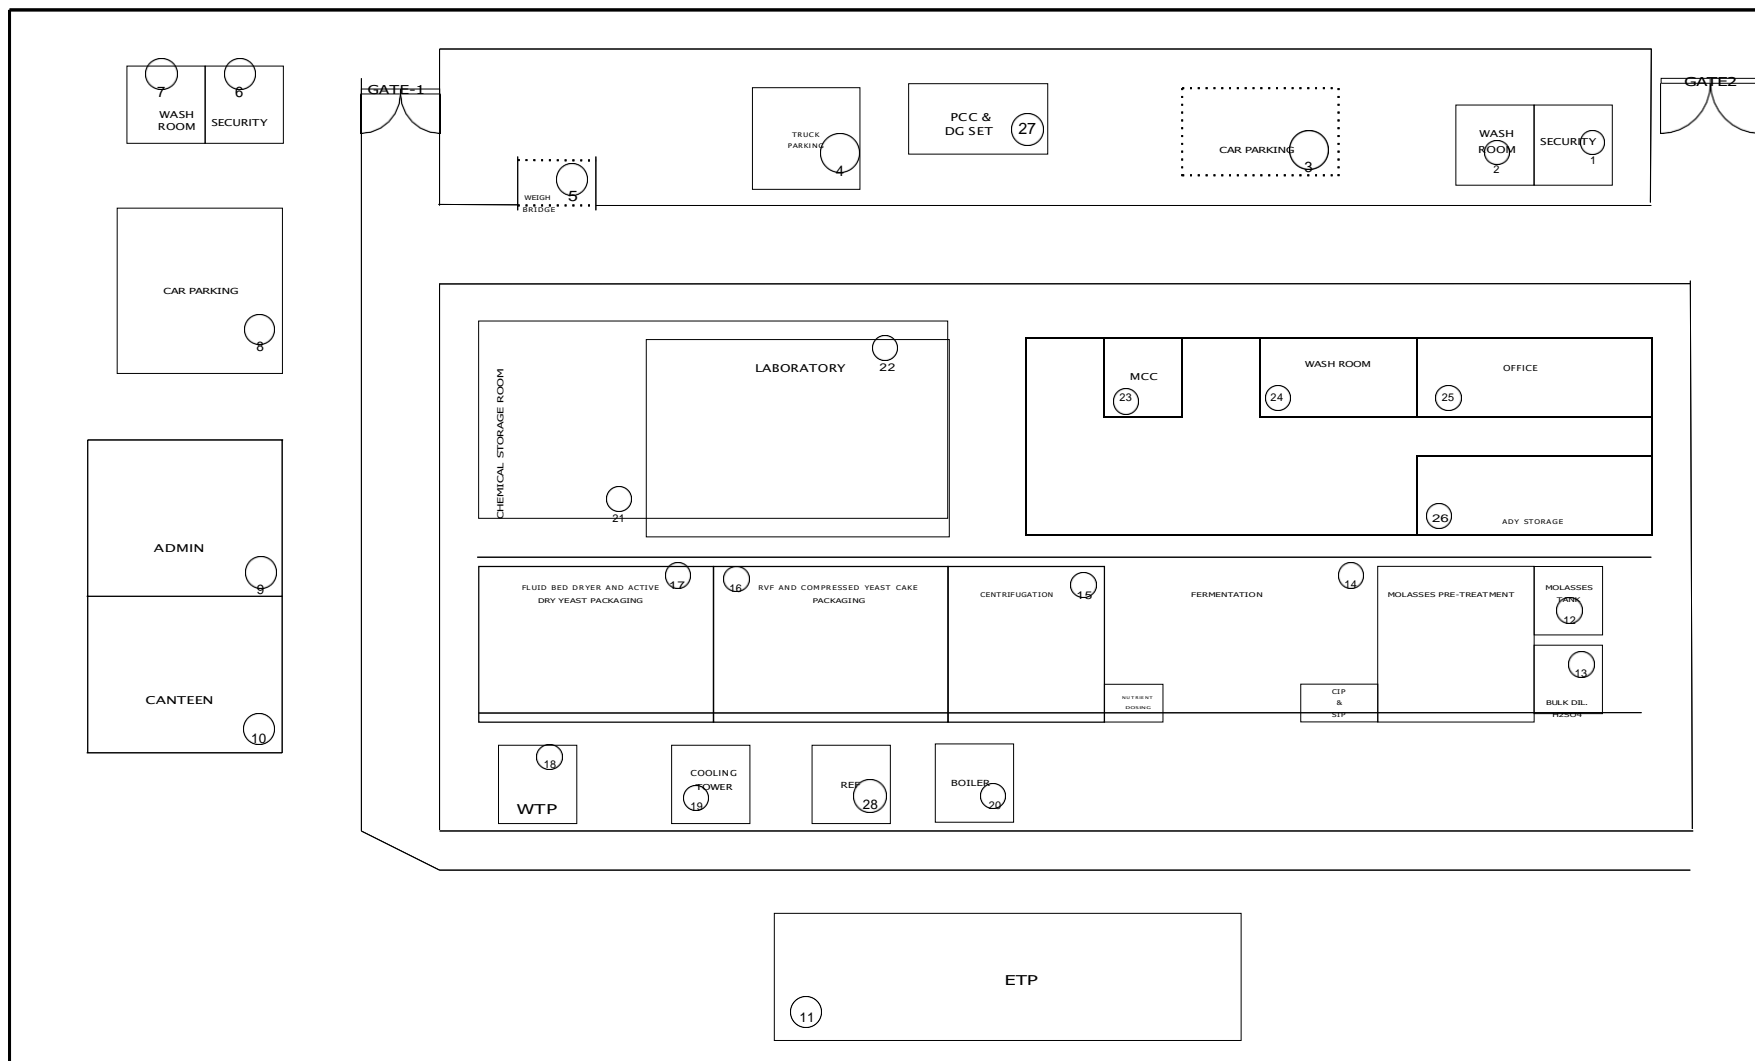 GATE-1
GATE2
7
WASH
ROOM
6
SECURITY
TRUCK
PARKING
4
PCC &
DG SET
27
CAR PARKING
3
WASH
ROOM
2
SECURITY
1
WEIGH
BRIDGE
5
CAR PARKING
8
CHEMICAL STORAGE ROOM
21
LABORATORY
22
MCC
23
WASH ROOM
24
OFFICE
25
ADY STORAGE
26
ADMIN
9
CANTEEN
10
FLUID BED DRYER AND ACTIVE
DRY YEAST PACKAGING
17
16
RVF AND COMPRESSED YEAST CAKE
PACKAGING
CENTRIFUGATION
15
FERMENTATION
14
MOLASSES PRE-TREATMENT
MOLASSES
TANK
12
13
BULK DIL.
H2SO4
NUTRIENT
DOSING
CIP
&
SIP
18
WTP
COOLING
TOWER
19
REF
28
BOILER
20
ETP
11